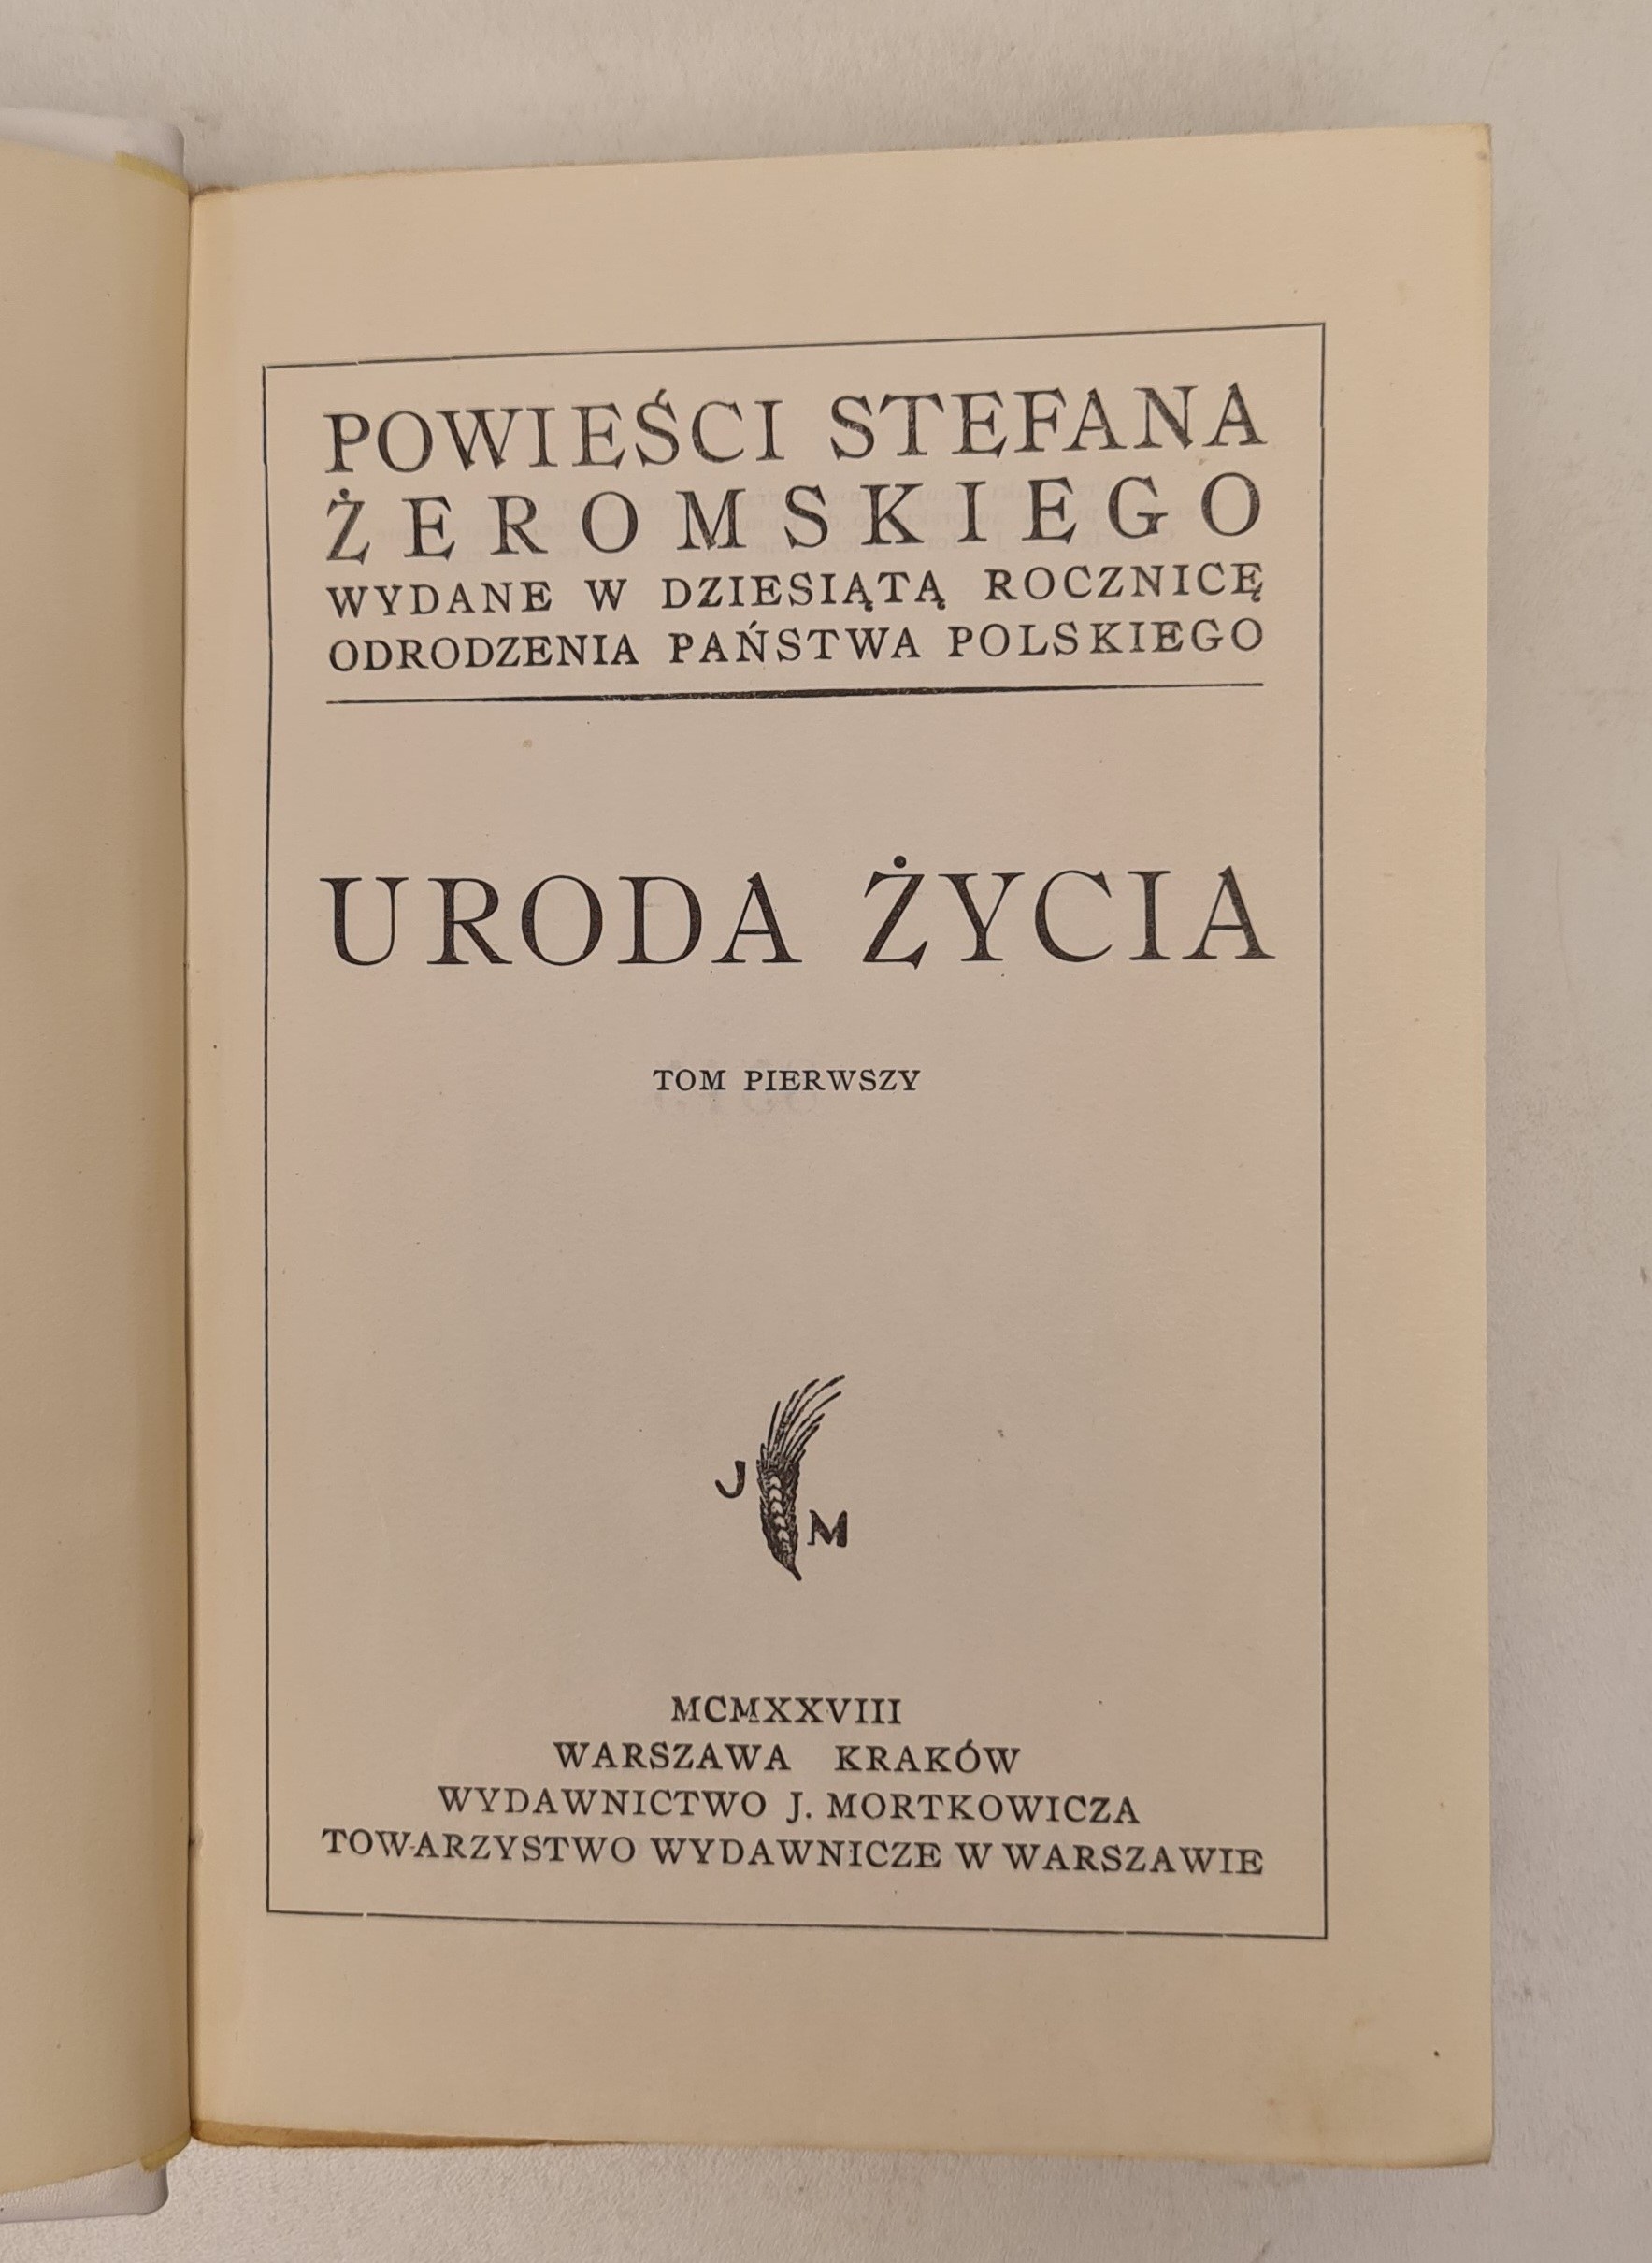 POWIEŚCI STEFANA
ŻEROMSKIEGO
WYDANE W DZIESIĄTĄ ROCZNICĘ
ODRODZENIA PAŃSTWA POLSKIEGO
URODA ŻYCIA
TOM PIERWSZY
J
M
MCMXXVIII
WARSZAWA KRAKÓW
WYDAWNICTWO J. MORTKOWICZA
TOWARZYSTWO WYDAWNICZE W WARSZAWIE